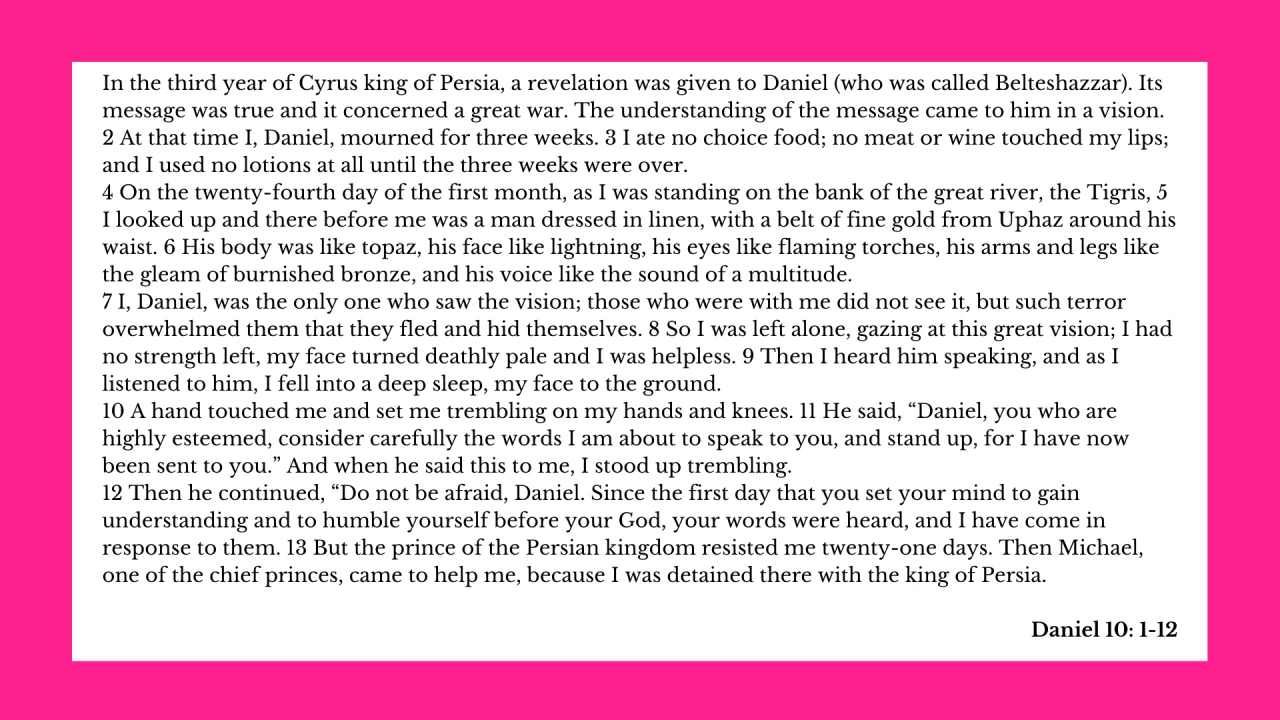 In the third year of Cyrus king of Persia, a revelation was given to Daniel (who was called Belteshazzar). Its
message was true and it concerned a great war. The understanding of the message came to him in a vision.
2 At that time I, Daniel, mourned for three weeks. 3 I ate no choice food; no meat or wine touched my lips;
and I used no lotions at all until the three weeks were over.
4 On the twenty-fourth day of the first month, as I was standing on the bank of the great river, the Tigris, 5
I looked up and there before me was a man dressed in linen, with a belt of fine gold from Uphaz around his
waist. 6 His body was like topaz, his face like lightning, his eyes like flaming torches, his arms and legs like
the gleam of burnished bronze, and his voice like the sound of a multitude.
7 I, Daniel, was the only one who saw the vision; those who were with me did not see it, but such terror
overwhelmed them that they fled and hid themselves. 8 So I was left alone, gazing at this great vision; I had
no strength left, my face turned deathly pale and I was helpless. 9 Then I heard him speaking, and as I
listened to him, I fell into a deep sleep, my face to the ground.
10 A hand touched me and set me trembling on my hands and knees. 11 He said, “Daniel, you who are
highly esteemed, consider carefully the words I am about to speak to you, and stand up, for I have now
been sent to you.” And when he said this to me, I stood up trembling.
12 Then he continued, “Do not be afraid, Daniel. Since the first day that you set your mind to gain
understanding and to humble yourself before your God, your words were heard, and I have come in
response to them. 13 But the prince of the Persian kingdom resisted me twenty-one days. Then Michael,
one of the chief princes, came to help me, because I was detained there with the king of Persia.
Daniel 10: 1-12